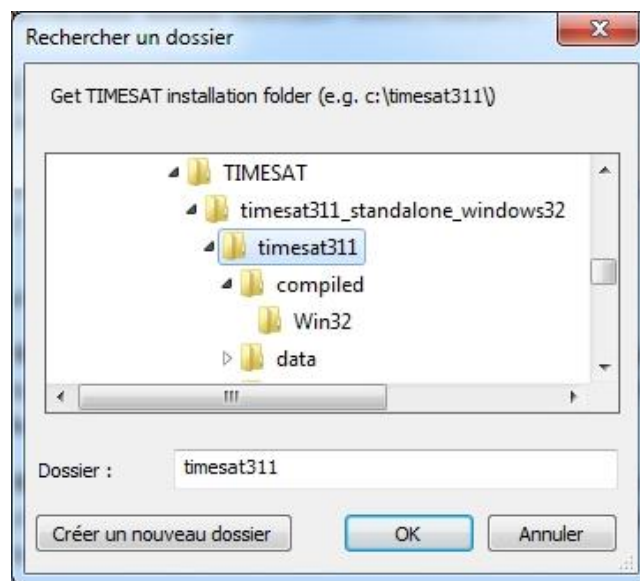 Rechercher un dossier
Get TIMESAT installation folder (e.g. c:\timesat311\)
TIMESAT
timesat311_standalone_windows32
timesat311
compiled
Win32
data
Dossier :
timesat311
Créer un nouveau dossier
OK
Annuler